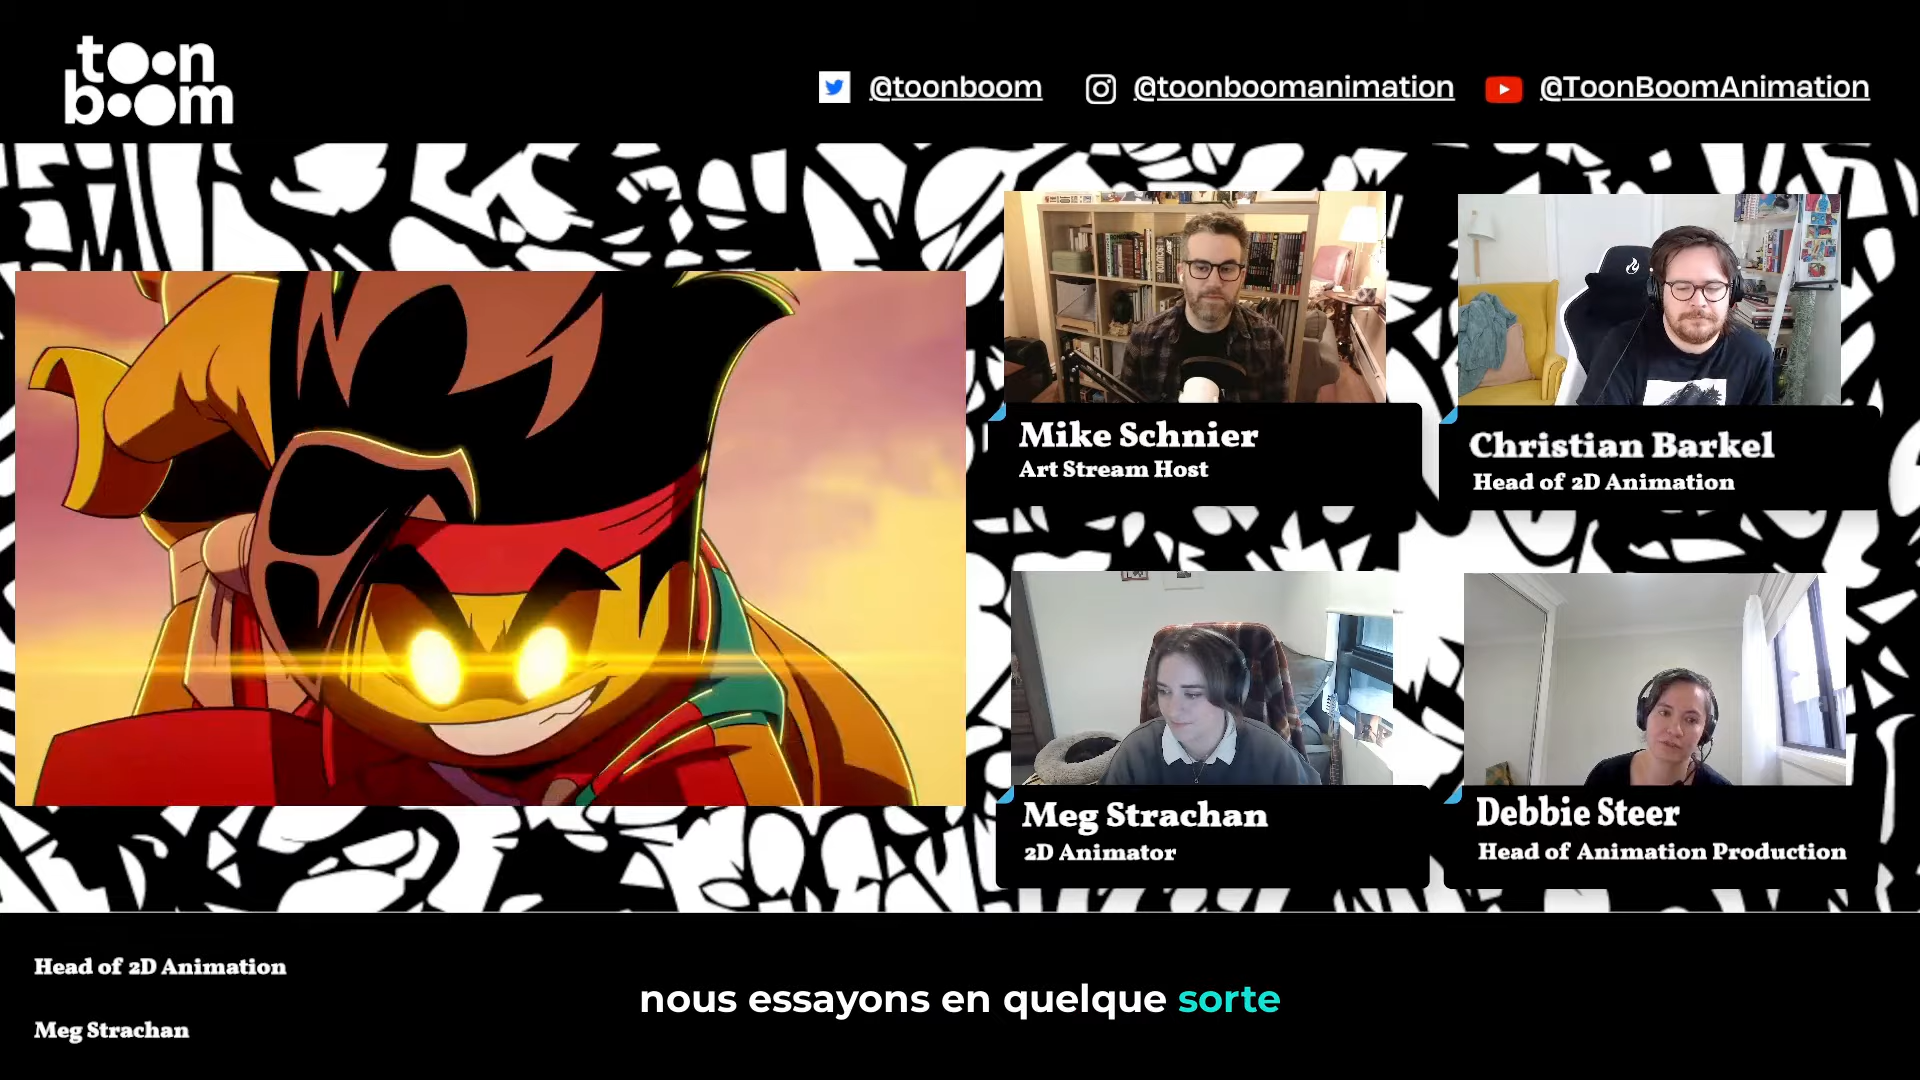 toon
boom
@toonboom
@toonboomanimation
@ToonBoomAnimation
Mike Schnier
Art Stream Host
Christian Barkel
Head of 2D Animation
Meg Strachan
2D Animator
Debbie Steer
Head of Animation Production
Head of 2D Animation
Meg Strachan
nous essayons en quelque sorte